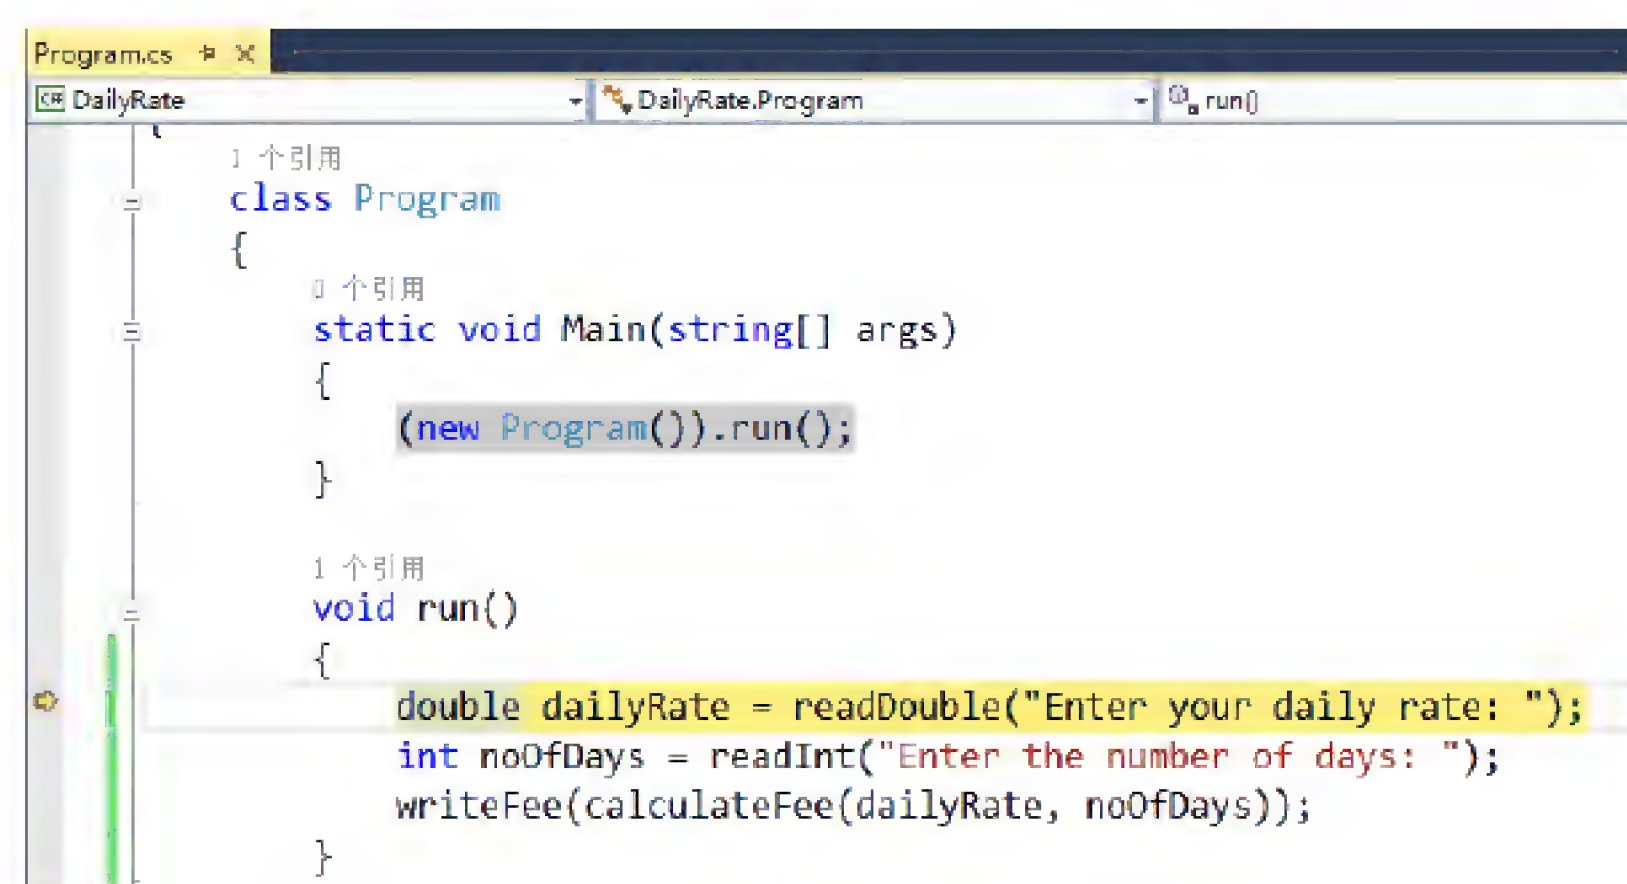 Program.cs
C# DailyRate DailyRate.Program run()
{
1 个引用
class Program
{
0 个引用
static void Main(string[] args)
{
(new Program()).run();
}
1 个引用
void run()
{
double dailyRate = readDouble("Enter your daily rate: ");
int noOfDays = readInt("Enter the number of days: ");
writeFee(calculateFee(dailyRate, noOfDays));
}